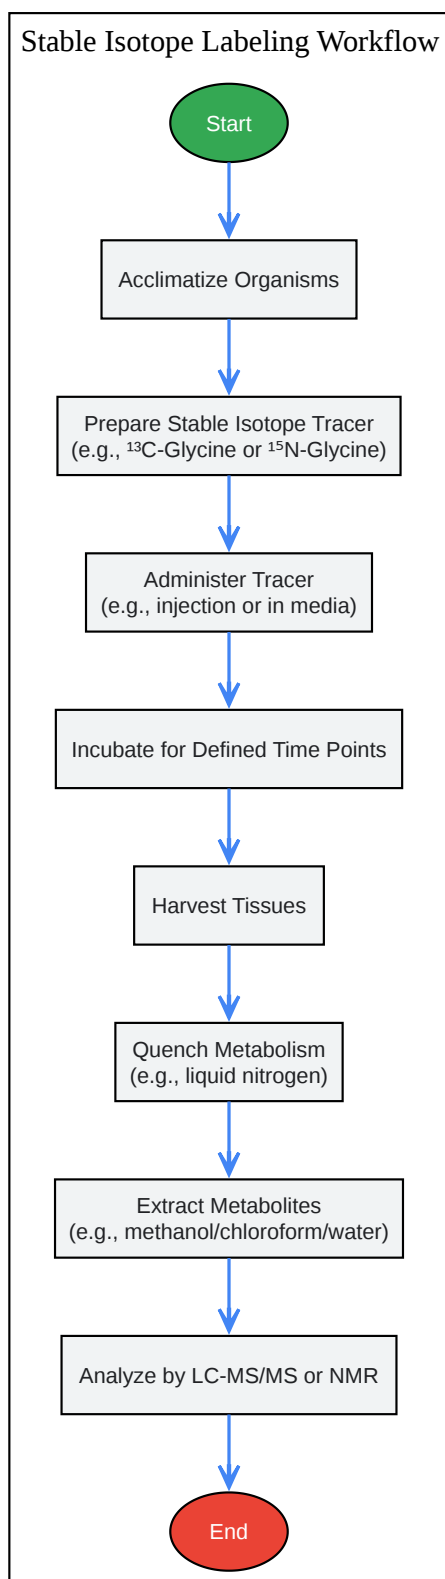 Stable Isotope Labeling Workflow
Start
Acclimatize Organisms
Prepare Stable Isotope Tracer
(e.g., ¹³C-Glycine or ¹⁵N-Glycine)
Administer Tracer
(e.g., injection or in media)
Incubate for Defined Time Points
Harvest Tissues
Quench Metabolism
(e.g., liquid nitrogen)
Extract Metabolites
(e.g., methanol/chloroform/water)
Analyze by LC-MS/MS or NMR
End